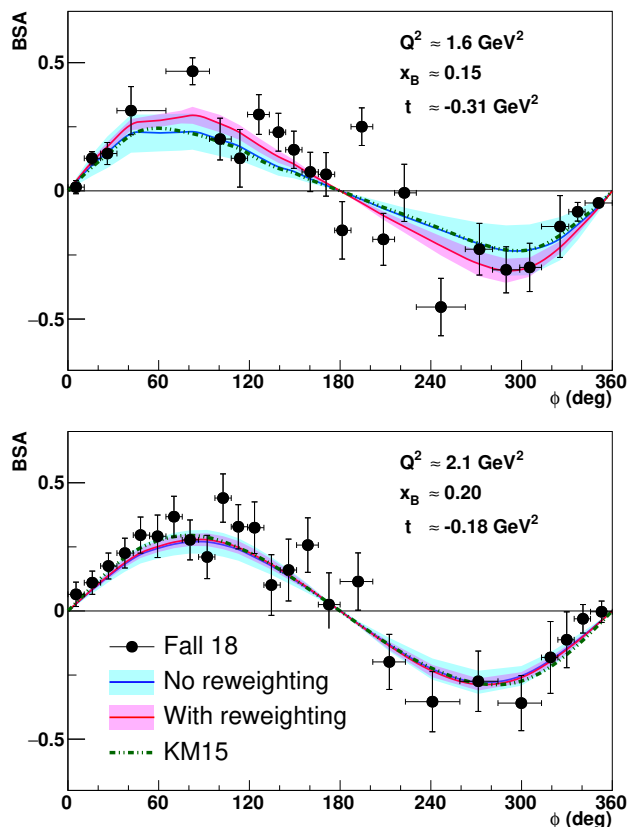 BSA
Q² ≈ 1.6 GeV²
x_B ≈ 0.15
t ≈ -0.31 GeV²
0.5
0
−0.5
0 60 120 180 240 300 360
ϕ (deg)
BSA
Q² ≈ 2.1 GeV²
x_B ≈ 0.20
t ≈ -0.18 GeV²
0.5
0
Fall 18
No reweighting
With reweighting
KM15
−0.5
0 60 120 180 240 300 360
ϕ (deg)